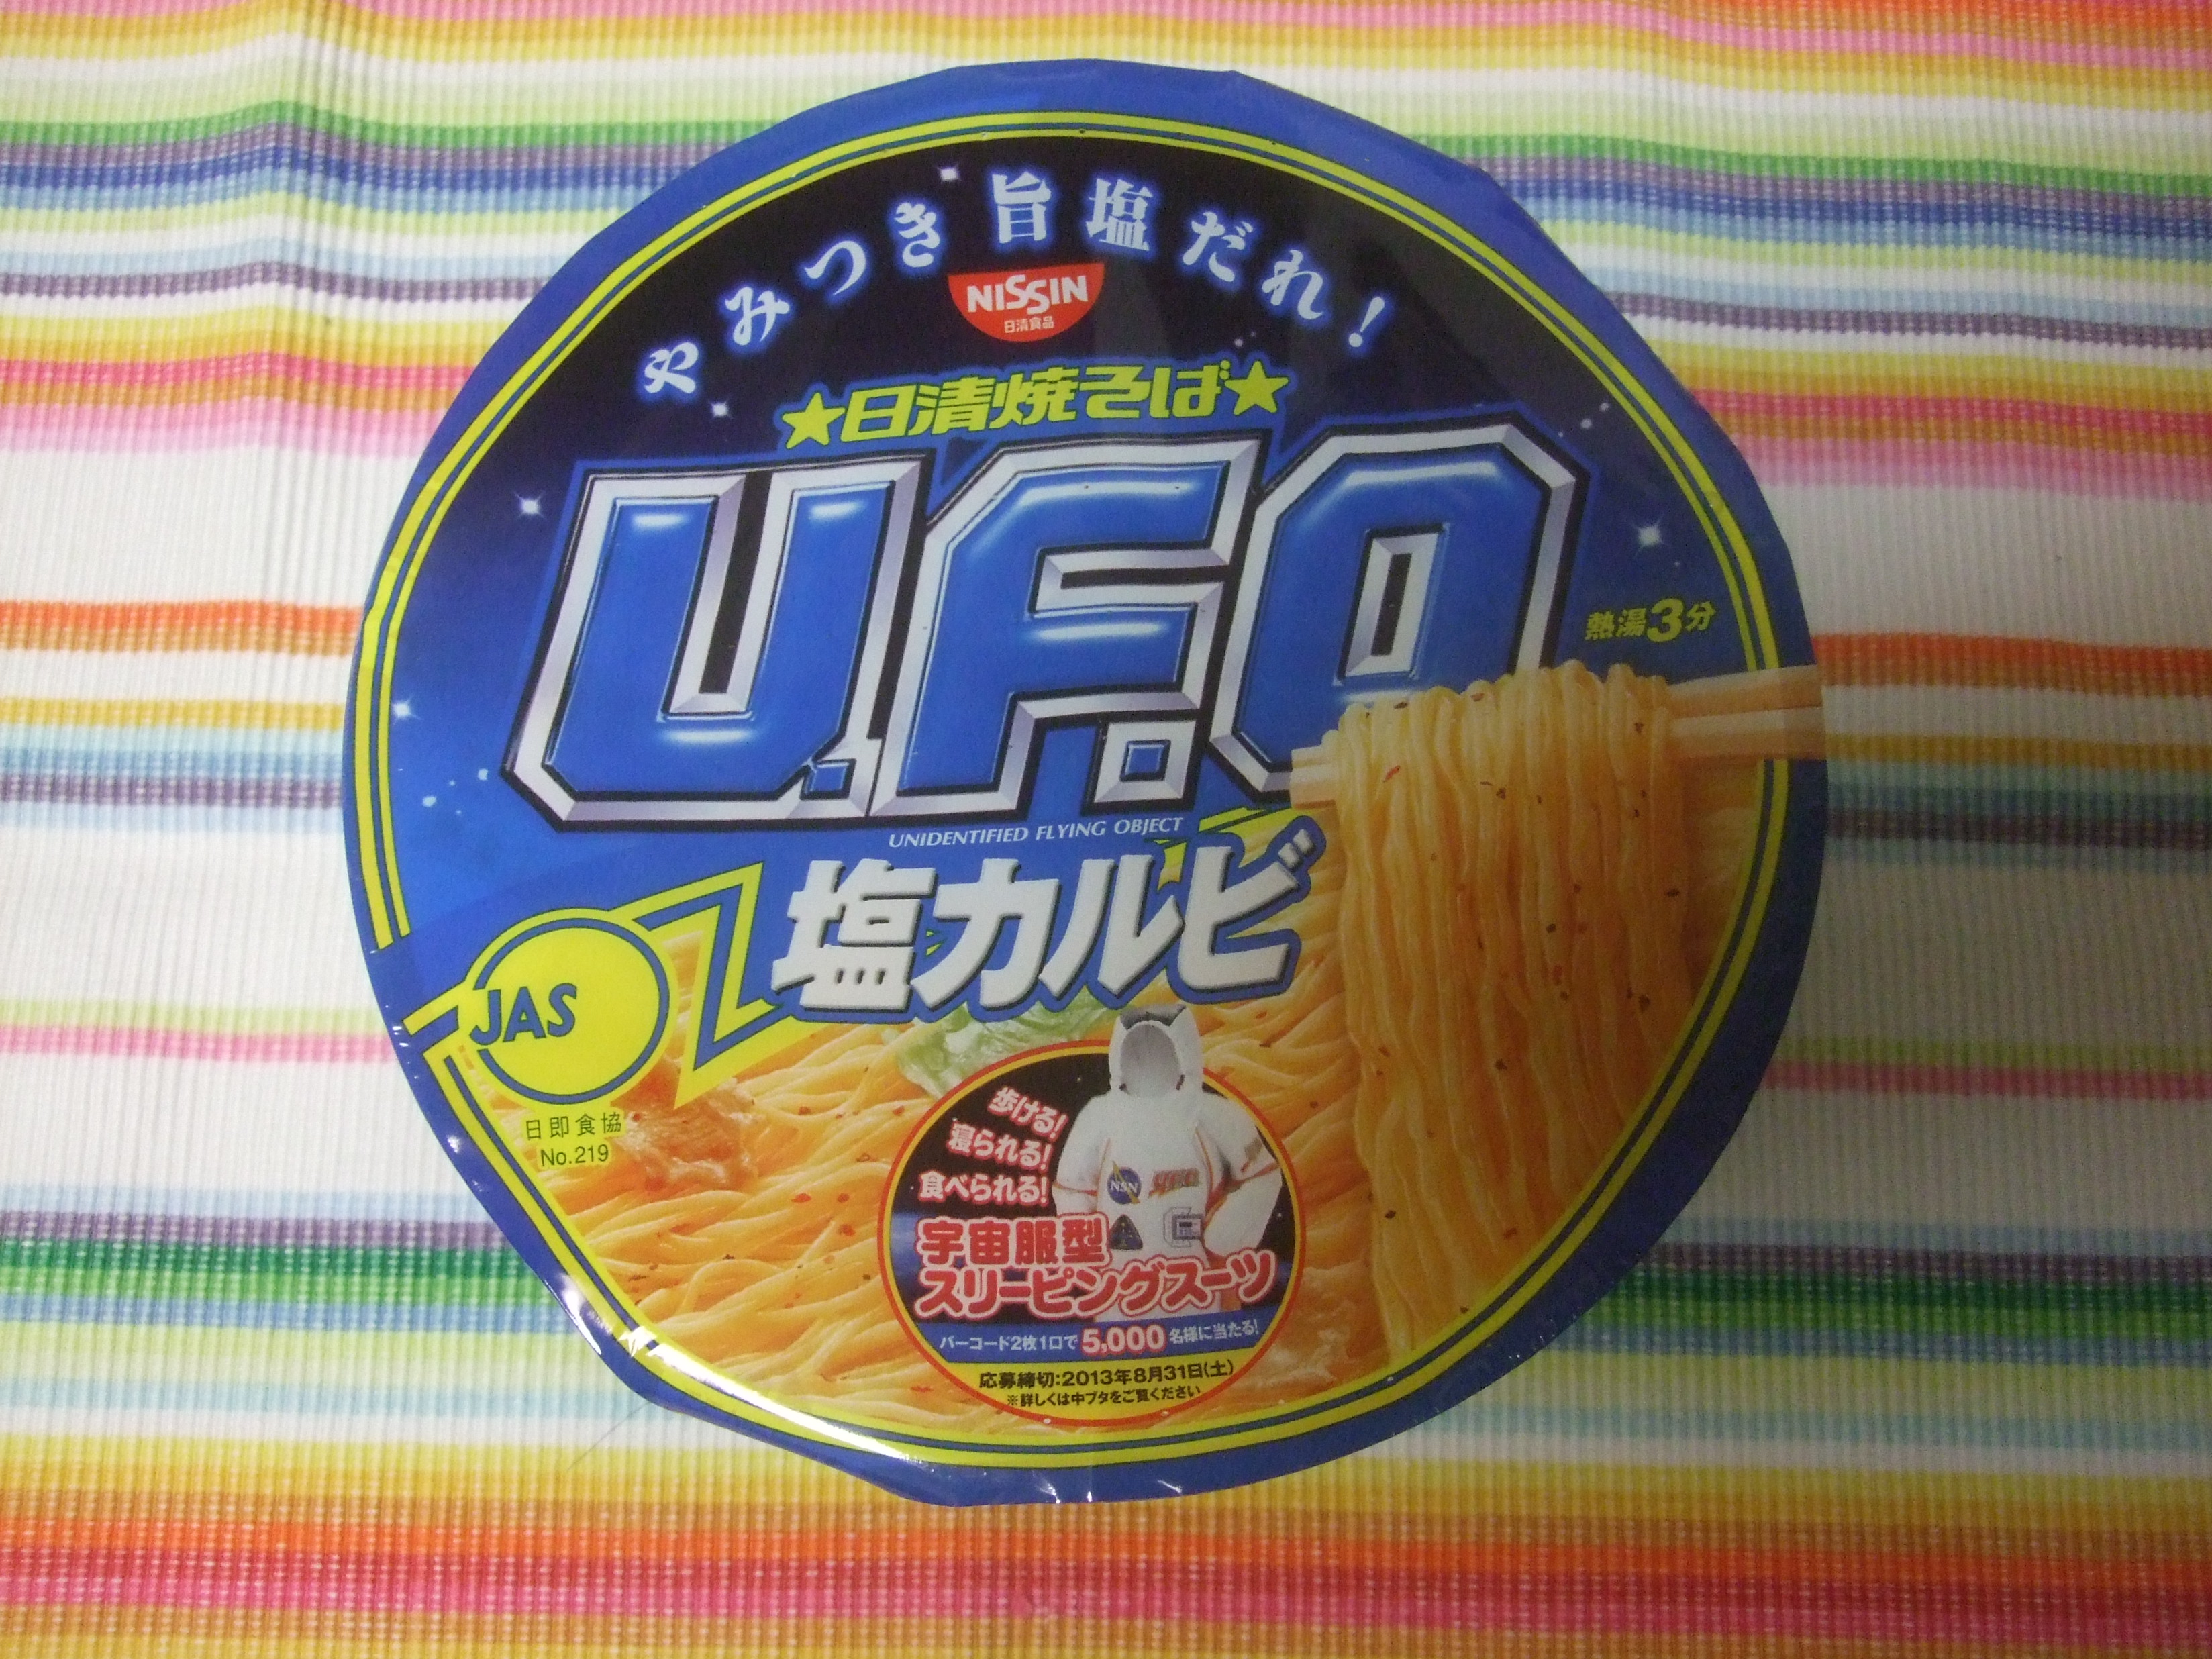 やみつき旨塩だれ!
NISSIN
日清食品
★日清焼そば★
U.F.O.
熱湯3分
UNIDENTIFIED FLYING OBJECT
塩カルビ
JAS
日即食協
No.219
歩ける!
寝られる!
食べられる!
NSN
宇宙服型
スリーピングスーツ
バーコード2枚1口で5,000名様に当たる!
応募締切:2013年8月31日(土)
※詳しくは中ブタをご覧ください